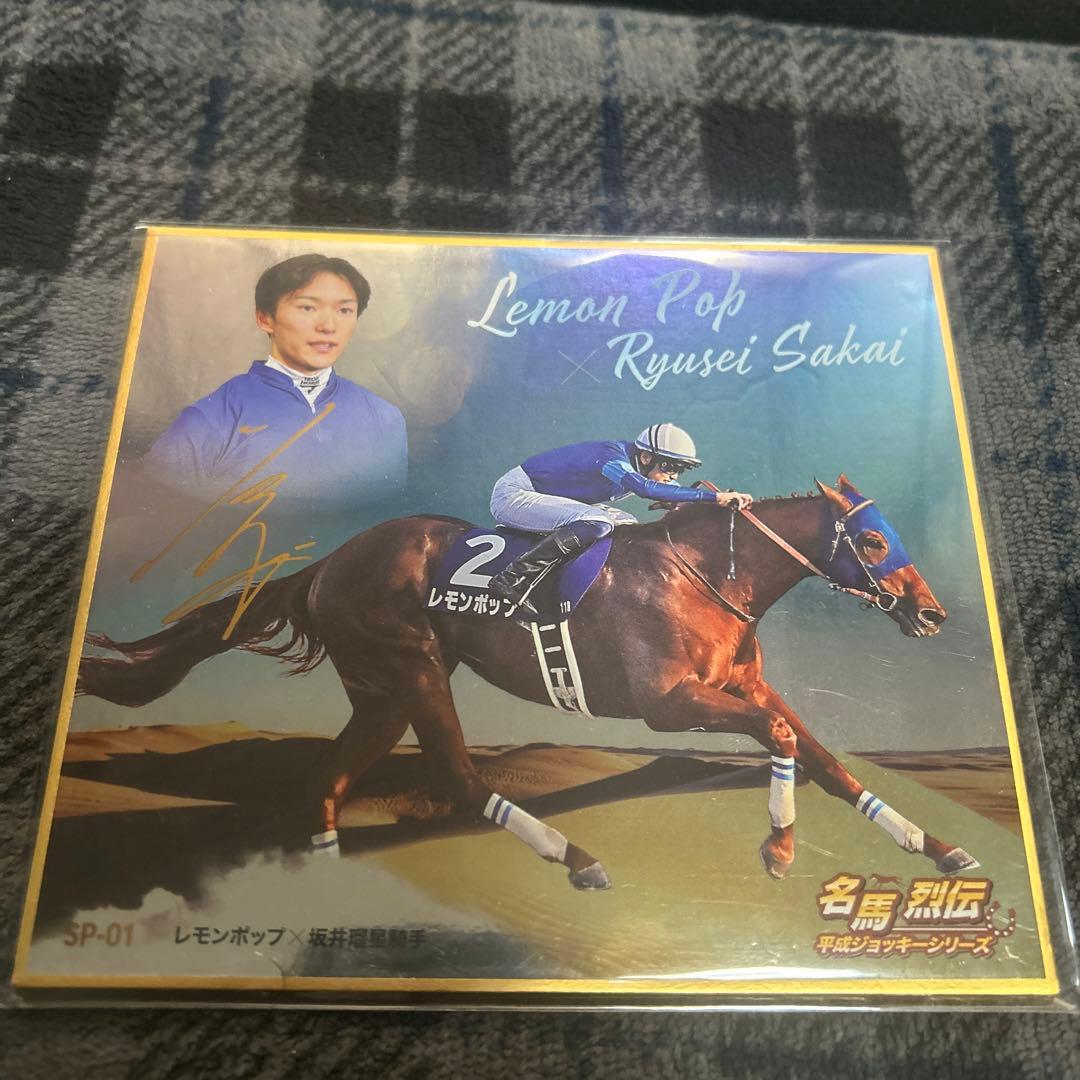 Lemon Pop
× Ryusei Sakai
2
レモンポップ
118
SP-01
レモンポップ×坂井瑠星騎手
名馬烈伝
平成ジョッキーシリーズ